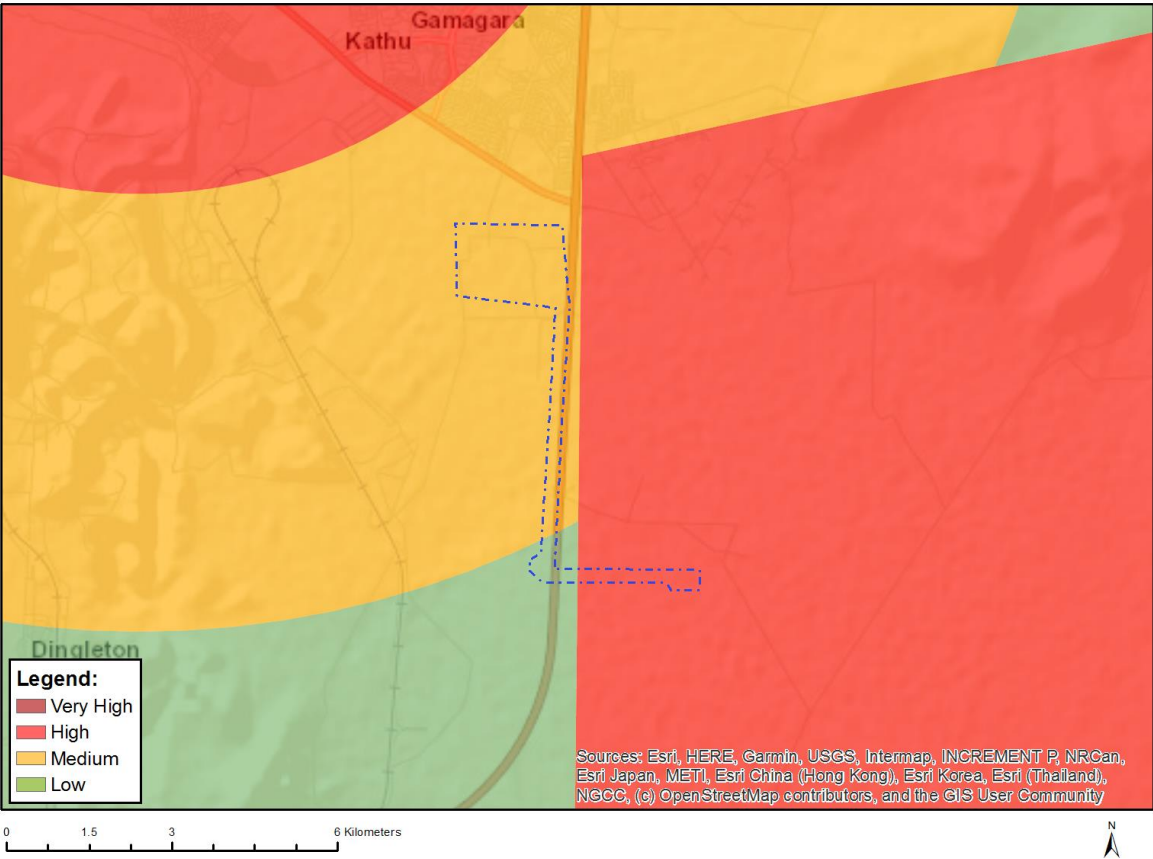 Gamagara
Kathu
Dingleton
Legend:
Very High
High
Medium
Low
Sources: Esri, HERE, Garmin, USGS, Intermap, INCREMENT P, NRCan,
Esri Japan, METI, Esri China (Hong Kong), Esri Korea, Esri (Thailand),
NGCC, (c) OpenStreetMap contributors, and the GIS User Community
0 1.5 3 6 Kilometers
N